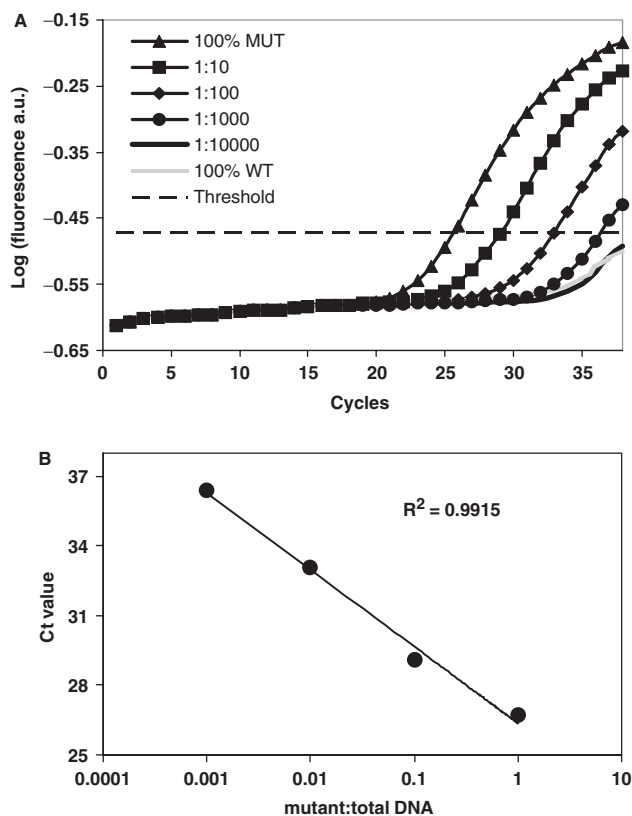 A
Log (fluorescence a.u.)
−0.15
−0.25
−0.35
−0.45
−0.55
−0.65
100% MUT
1:10
1:100
1:1000
1:10000
100% WT
Threshold
0 5 10 15 20 25 30 35
Cycles
B
Ct value
37
34
31
28
25
R² = 0.9915
0.0001 0.001 0.01 0.1 1 10
mutant:total DNA